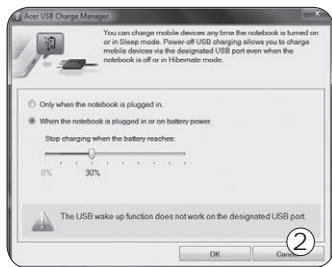 Acer USB Charge Manager
You can charge mobile devices any time the notebook is turned on
or in Sleep mode. Power-off USB charging allows you to charge
mobile devices via the designated USB port even when the
notebook is off or in Hibernate mode.
Only when the notebook is plugged in.
When the notebook is plugged in or on battery power.
Stop charging when the battery reaches:
0% 30%
The USB wake up function does not work on the designated USB port.
OK Canc
2